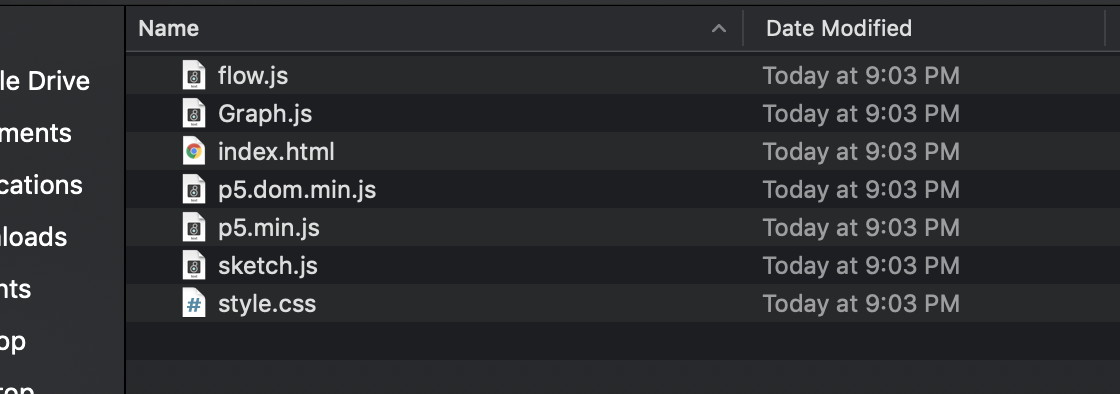 Name Date Modified
le Drive
ments
cations
loads
nts
op
top
flow.js Today at 9:03 PM
Graph.js Today at 9:03 PM
index.html Today at 9:03 PM
p5.dom.min.js Today at 9:03 PM
p5.min.js Today at 9:03 PM
sketch.js Today at 9:03 PM
# style.css Today at 9:03 PM